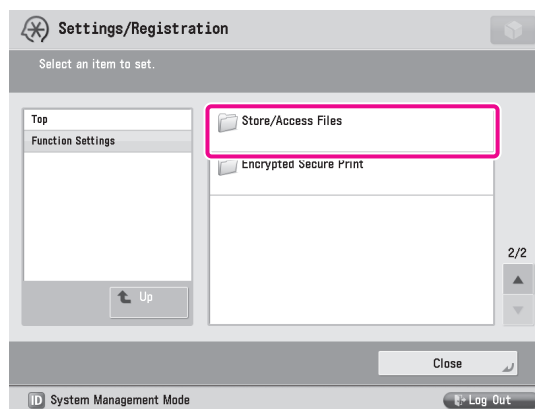 Settings/Registration
Select an item to set.
Top
Function Settings
Up
Store/Access Files
Encrypted Secure Print
2/2
Close
ID System Management Mode
Log Out